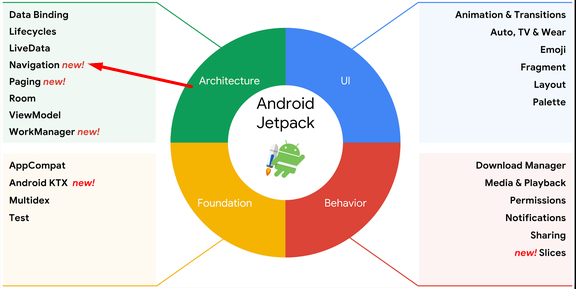 Data Binding
Lifecycles
LiveData
Navigation new!
Paging new!
Room
ViewModel
WorkManager new!
AppCompat
Android KTX new!
Multidex
Test
Architecture
UI
Android
Jetpack
Foundation
Behavior
Animation & Transitions
Auto, TV & Wear
Emoji
Fragment
Layout
Palette
Download Manager
Media & Playback
Permissions
Notifications
Sharing
new! Slices